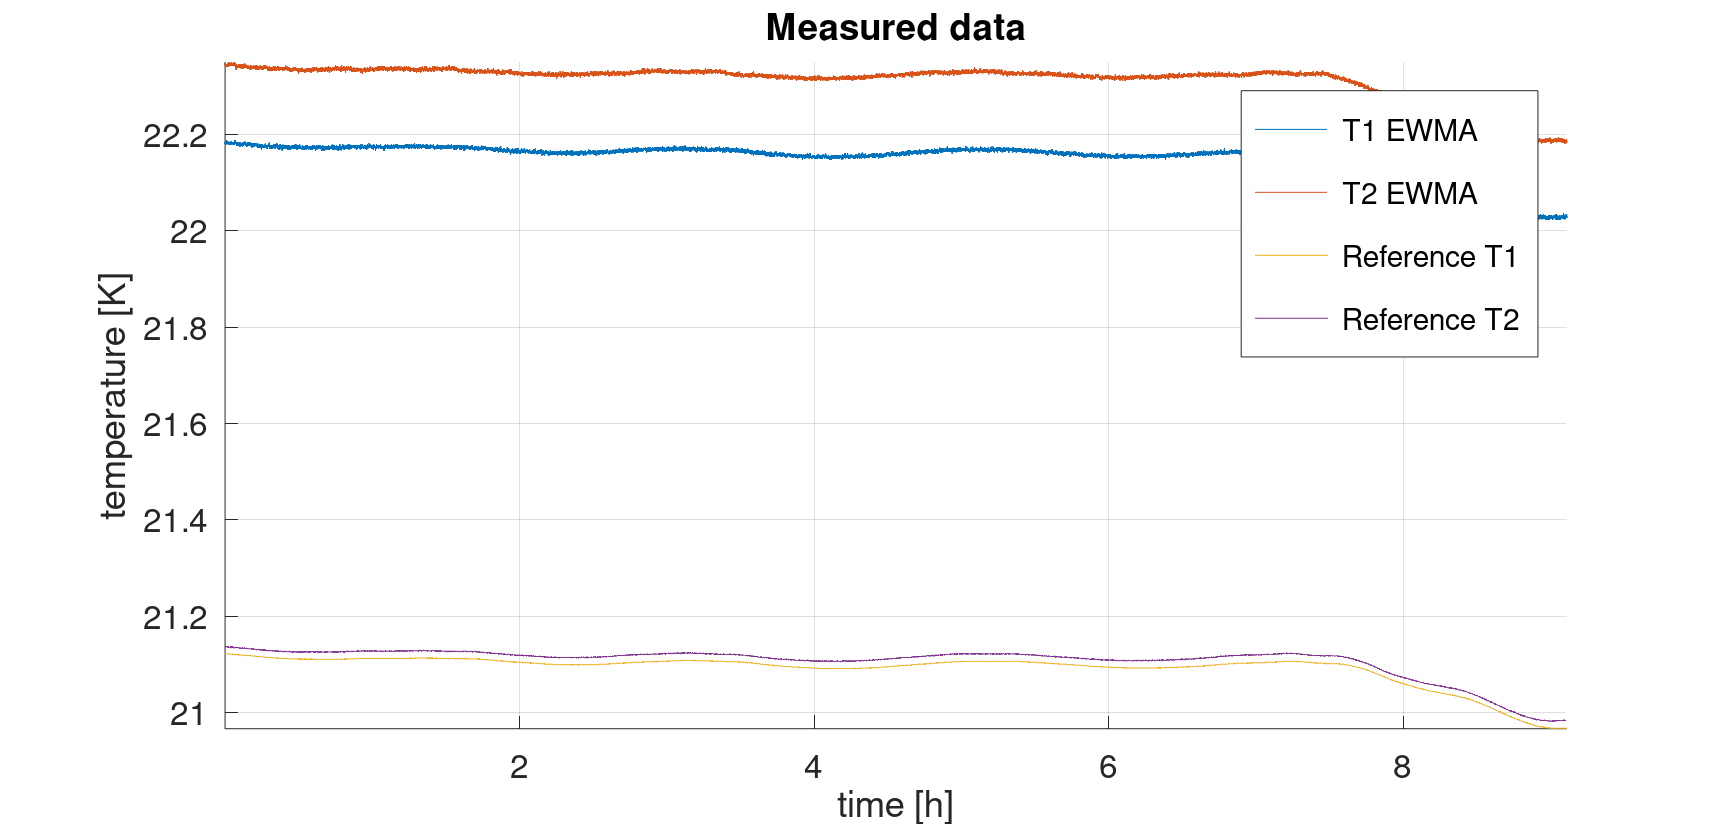 Measured data
22.2
22
21.8
21.6
21.4
21.2
21
temperature [K]
T1 EWMA
T2 EWMA
Reference T1
Reference T2
2
4
6
8
time [h]